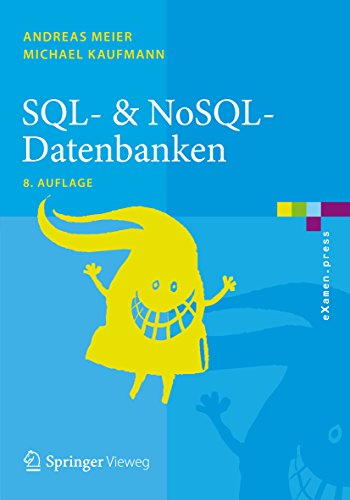 ANDREAS MEIER
MICHAEL KAUFMANN
SQL- & NoSQL-
Datenbanken
8. AUFLAGE
eXamen.press
Springer Vieweg